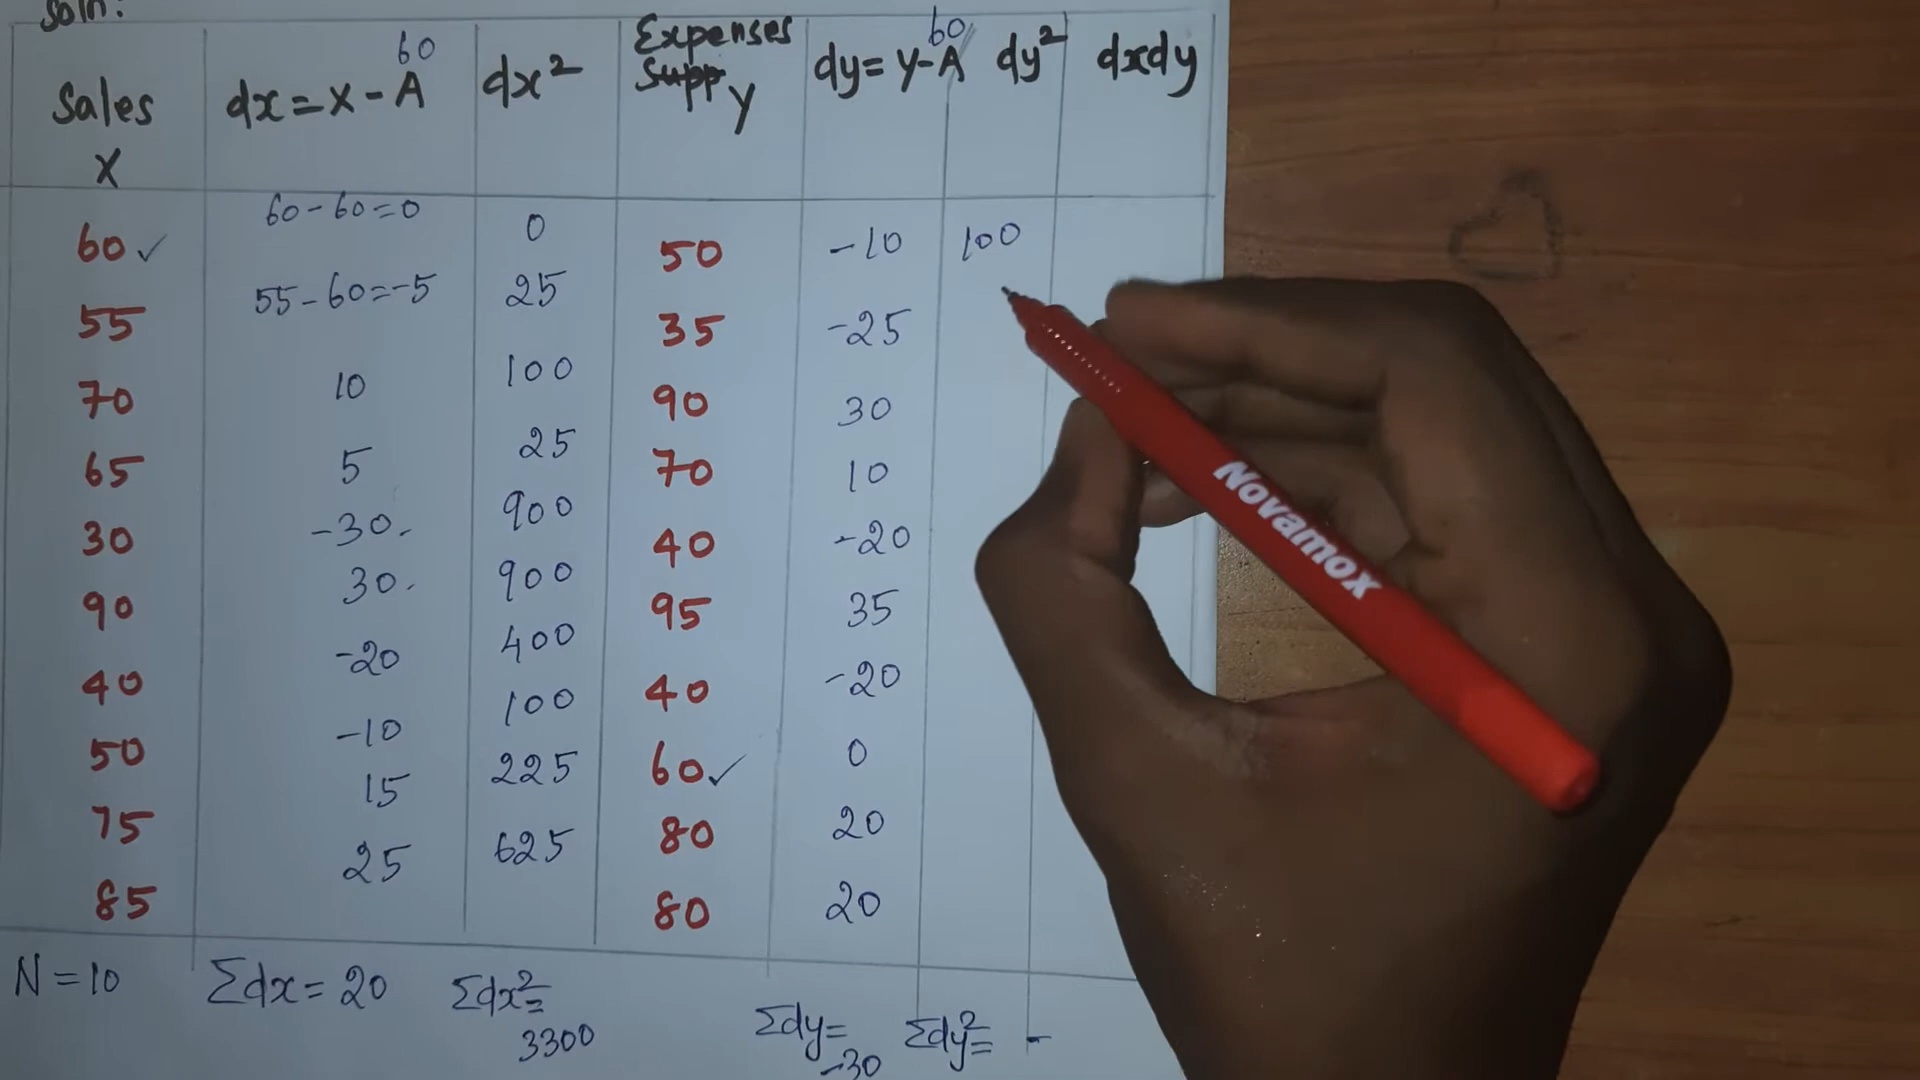 Soln:
Sales X | dx = X - A 60 | dx² | Expenses Supp Y | dy = Y-A 60 | dy² | dxdy
60 ✓ | 60-60=0 | 0 | 50 | -10 | 100
55 | 55-60=-5 | 25 | 35 | -25
70 | 10 | 100 | 90 | 30
65 | 5 | 25 | 70 | 10
30 | -30. | 900 | 40 | -20
90 | 30. | 900 | 95 | 35
40 | -20 | 400 | 40 | -20
50 | -10 | 100 | 60 ✓ | 0
75 | 15 | 225 | 80 | 20
85 | 25 | 625 | 80 | 20
N = 10 | Σdx = 20 | Σdx² = 3300 | Σdy = -30 | Σdy² = | -
Novamox